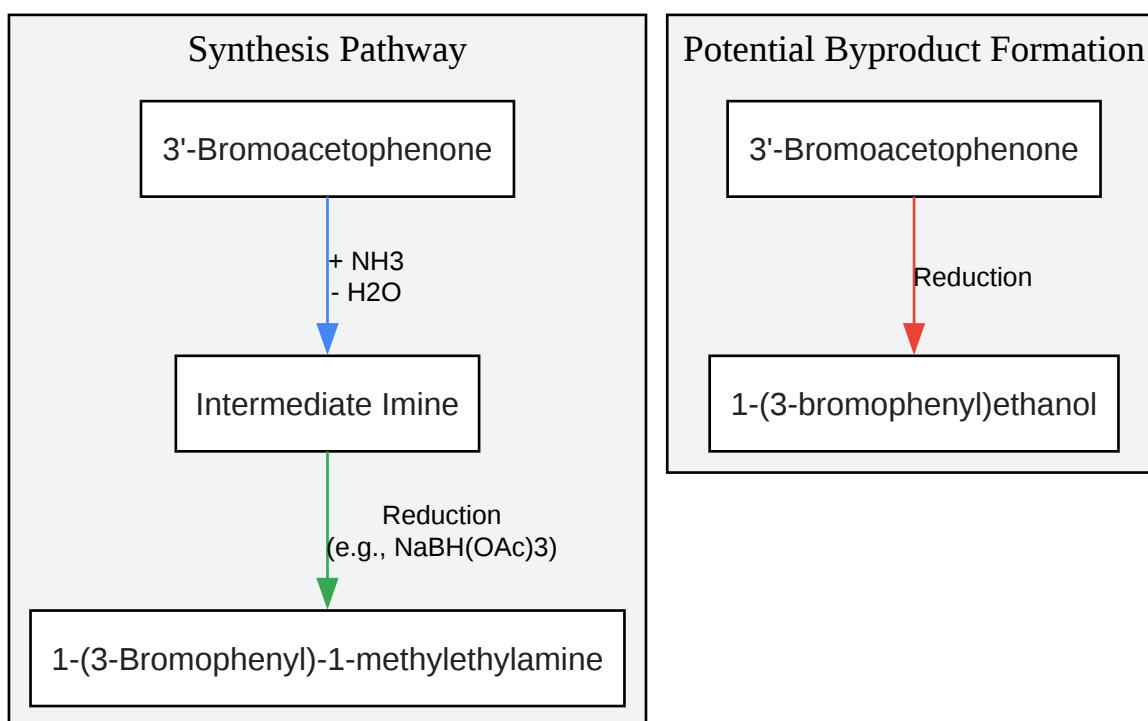 Synthesis Pathway
3'-Bromoacetophenone
+ NH3
- H2O
Intermediate Imine
Reduction
(e.g., NaBH(OAc)3)
1-(3-Bromophenyl)-1-methylethylamine
Potential Byproduct Formation
3'-Bromoacetophenone
Reduction
1-(3-bromophenyl)ethanol